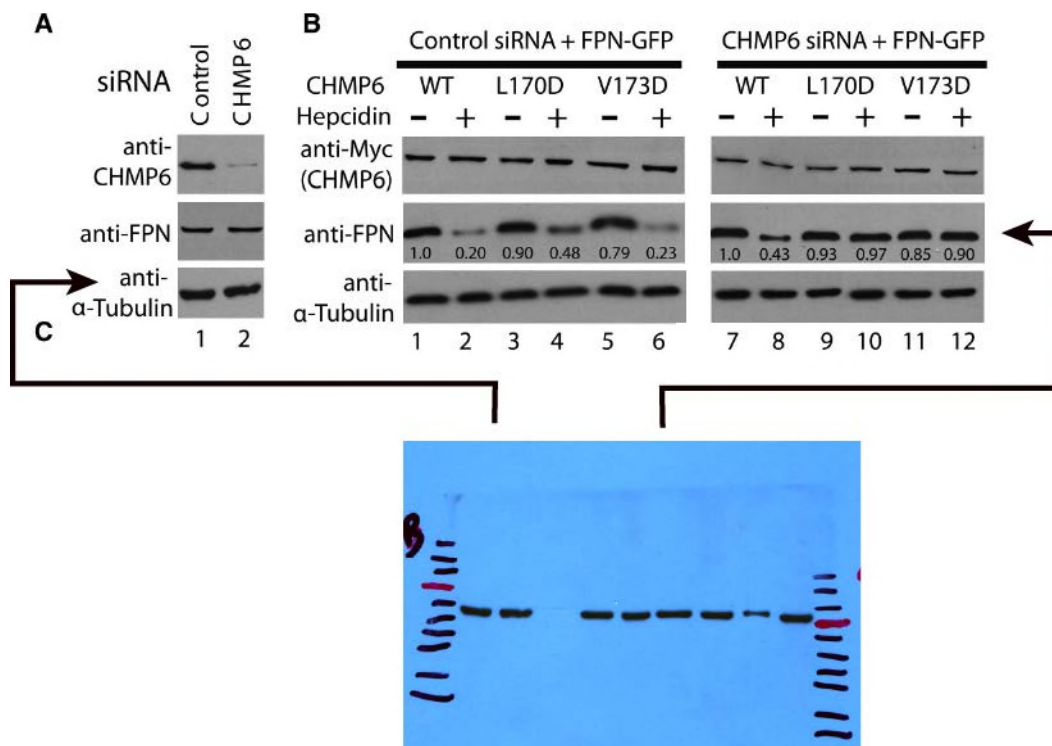 A
siRNA
Control
CHMP6
anti-
CHMP6
anti-FPN
anti-
α-Tubulin
1 2
B
Control siRNA + FPN-GFP CHMP6 siRNA + FPN-GFP
CHMP6 WT L170D V173D WT L170D V173D
Hepcidin − + − + − + − + − + − +
anti-Myc
(CHMP6)
anti-FPN
1.0 0.20 0.90 0.48 0.79 0.23 1.0 0.43 0.93 0.97 0.85 0.90
anti-
α-Tubulin
1 2 3 4 5 6 7 8 9 10 11 12
C
B